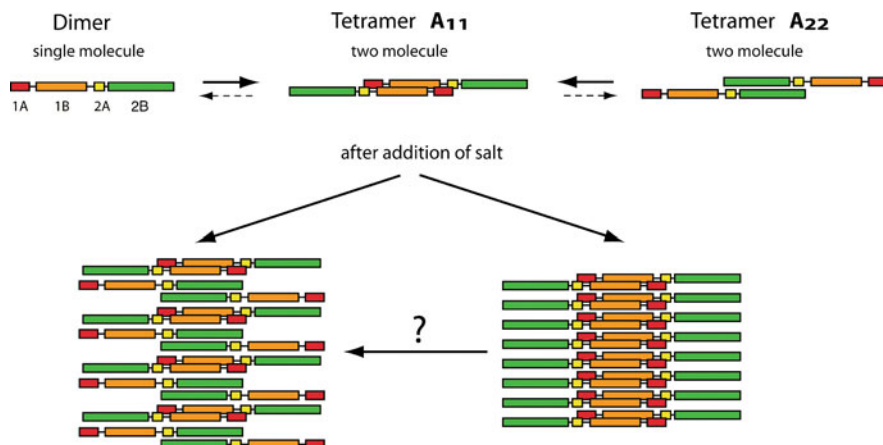 Dimer
single molecule
1A 1B 2A 2B
Tetramer A11
two molecule
Tetramer A22
two molecule
after addition of salt
?